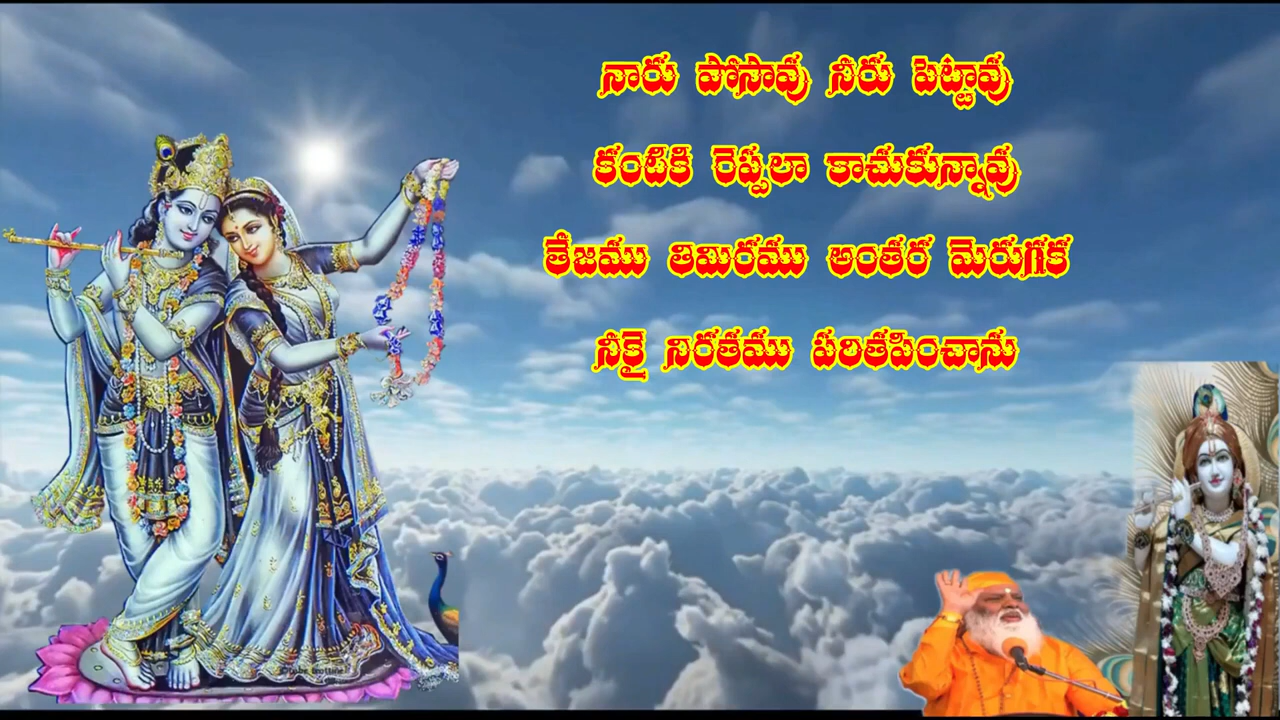 నారు పోసావు నీరు పెట్టావు
కంటికి రెప్పలా కాచుకున్నావు
తేజము తిమిరము అంతర మెరుగక
నీకై నిరతము పరితపించాను